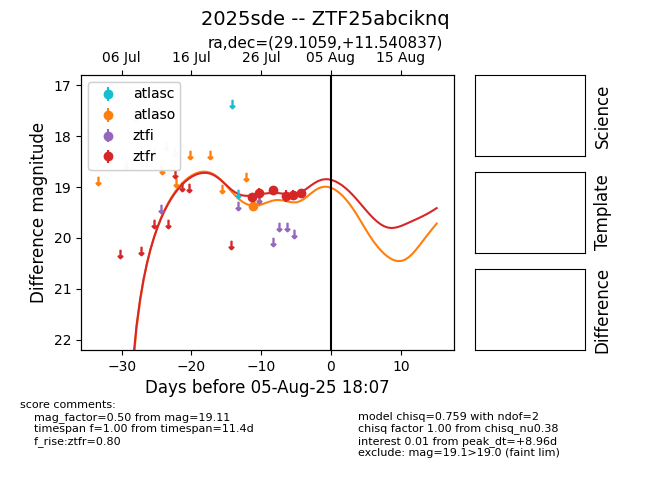 2025sde -- ZTF25abciknq
ra,dec=(29.1059,+11.540837)
06 Jul 16 Jul 26 Jul 05 Aug 15 Aug
17
18
19
20
21
22
Difference magnitude
atlasc
atlaso
ztfi
ztfr
−30 −20 −10 0 10
Days before 05-Aug-25 18:07
Science
Template
Difference
score comments:
mag_factor=0.50 from mag=19.11
timespan f=1.00 from timespan=11.4d
f_rise:ztfr=0.80
model chisq=0.759 with ndof=2
chisq factor 1.00 from chisq_nu0.38
interest 0.01 from peak_dt=+8.96d
exclude: mag=19.1>19.0 (faint lim)